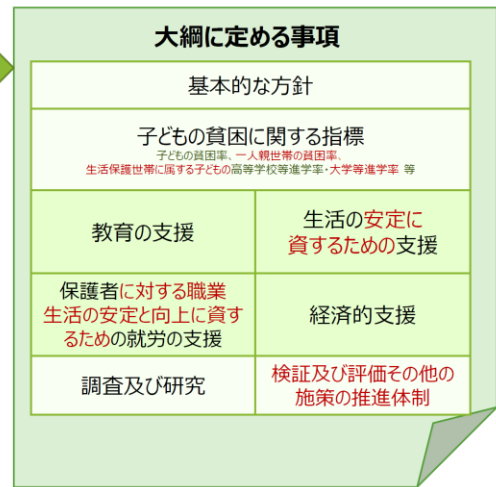 大綱に定める事項
基本的な方針
子どもの貧困に関する指標
子どもの貧困率、一人親世帯の貧困率、
生活保護世帯に属する子どもの高等学校等進学率・大学等進学率 等
教育の支援
生活の安定に
資するための支援
保護者に対する職業
生活の安定と向上に資す
るための就労の支援
経済的支援
調査及び研究
検証及び評価その他の
施策の推進体制